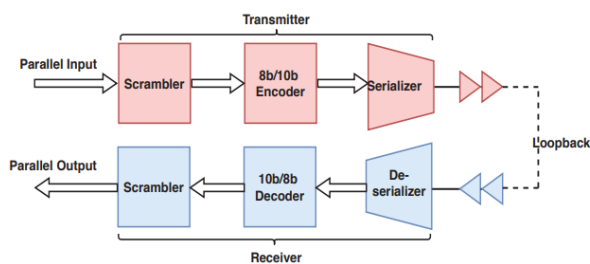 Transmitter
Parallel Input
Scrambler
8b/10b
Encoder
Serializer
Loopback
Parallel Output
Scrambler
10b/8b
Decoder
De-
serializer
Receiver